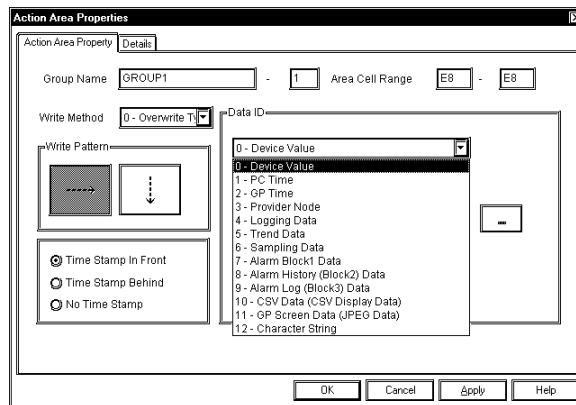 Action Area Properties
Action Area Property Details
Group Name GROUP1 - 1 Area Cell Range E8 - E8
Write Method 0 - Overwrite Ty
Data ID
Write Pattern
0 - Device Value
0 - Device Value
1 - PC Time
2 - GP Time
3 - Provider Node
4 - Logging Data
5 - Trend Data
6 - Sampling Data
7 - Alarm Block1 Data
8 - Alarm History (Block2) Data
9 - Alarm Log (Block3) Data
10 - CSV Data (CSV Display Data)
11 - GP Screen Data (JPEG Data)
12 - Character String
...
Time Stamp In Front
Time Stamp Behind
No Time Stamp
OK Cancel Apply Help